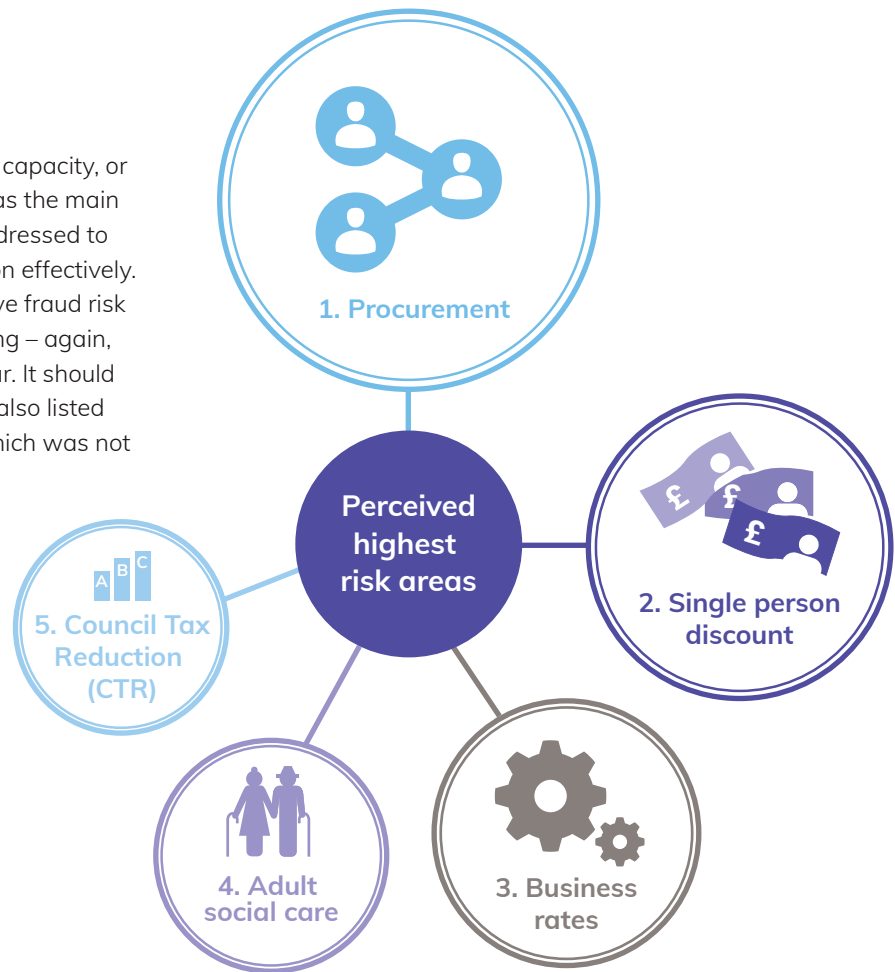 capacity, or
as the main
dressed to
on effectively.
ve fraud risk
ng – again,
ar. It should
also listed
hich was not
1. Procurement
Perceived
highest
risk areas
£
£
£
2. Single person
discount
3. Business
rates
4. Adult
social care
A B C
5. Council Tax
Reduction
(CTR)